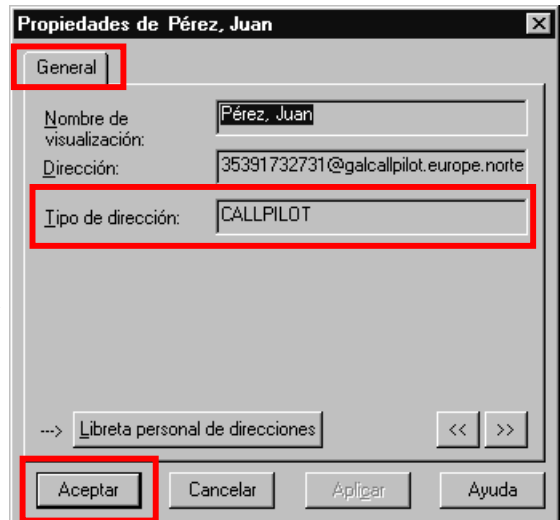 Propiedades de Pérez, Juan
General
Nombre de
visualización:
Pérez, Juan
Dirección:
35391732731@galcallpilot.europe.norte
Tipo de dirección:
CALLPILOT
---> Libreta personal de direcciones << >>
Aceptar Cancelar Aplicar Ayuda